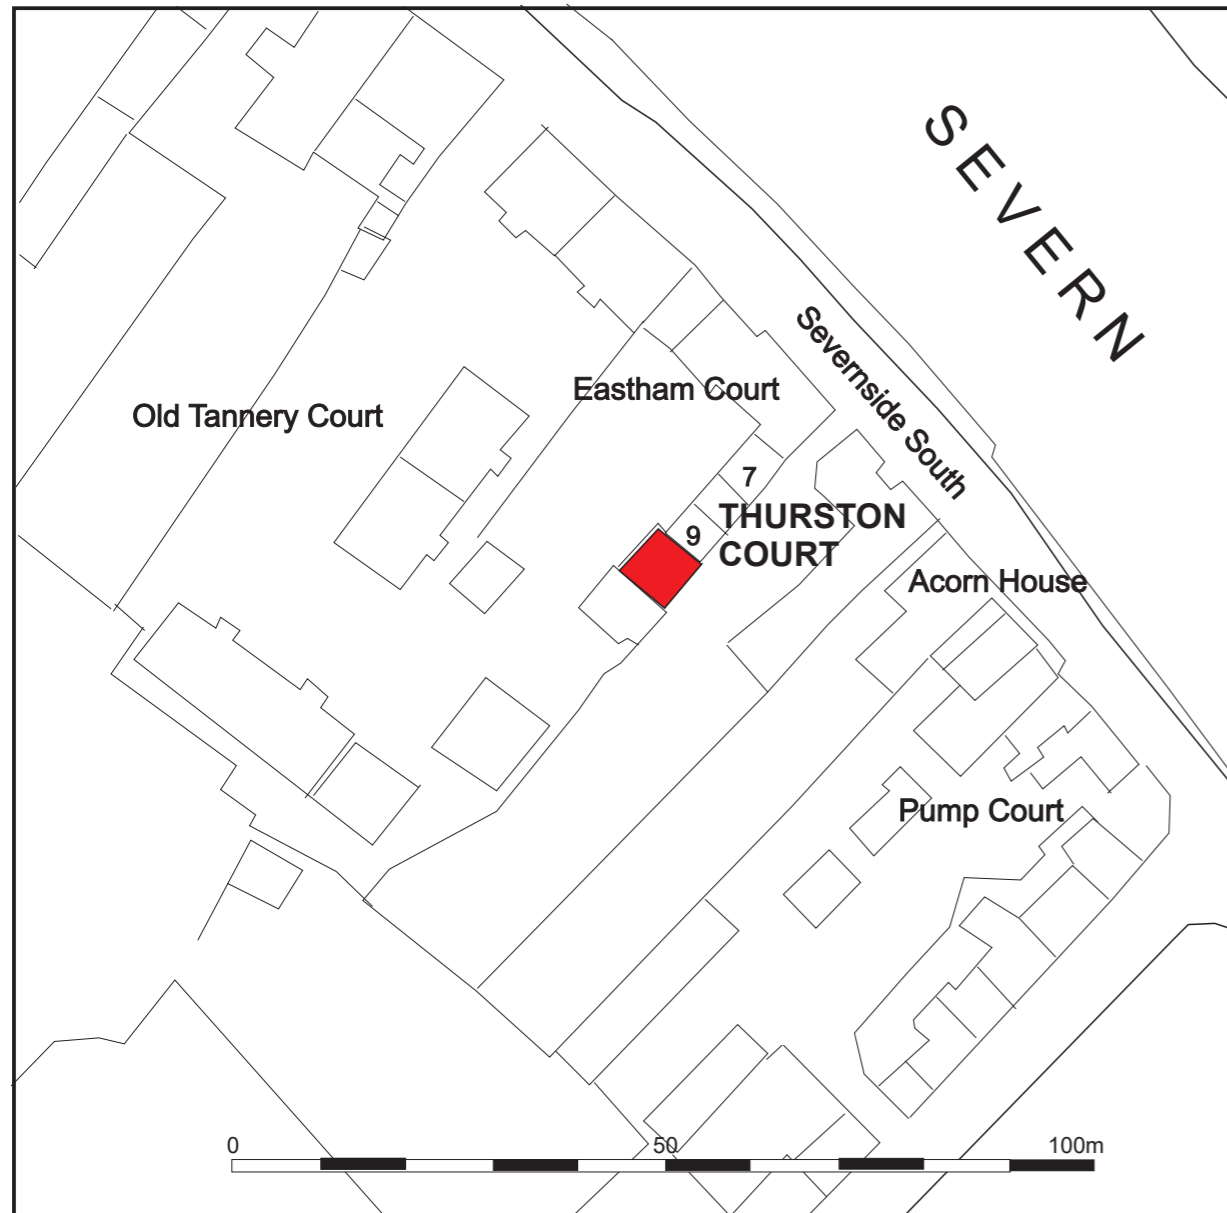 SEVERN
Severnside South
Eastham Court
Old Tannery Court
7
THURSTON
COURT
9
Acorn House
Pump Court
0
50
100m